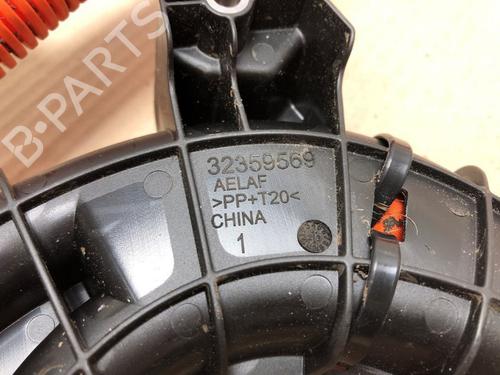 B-PARTS
32359569
AELAF
>PP+T20<
CHINA
1